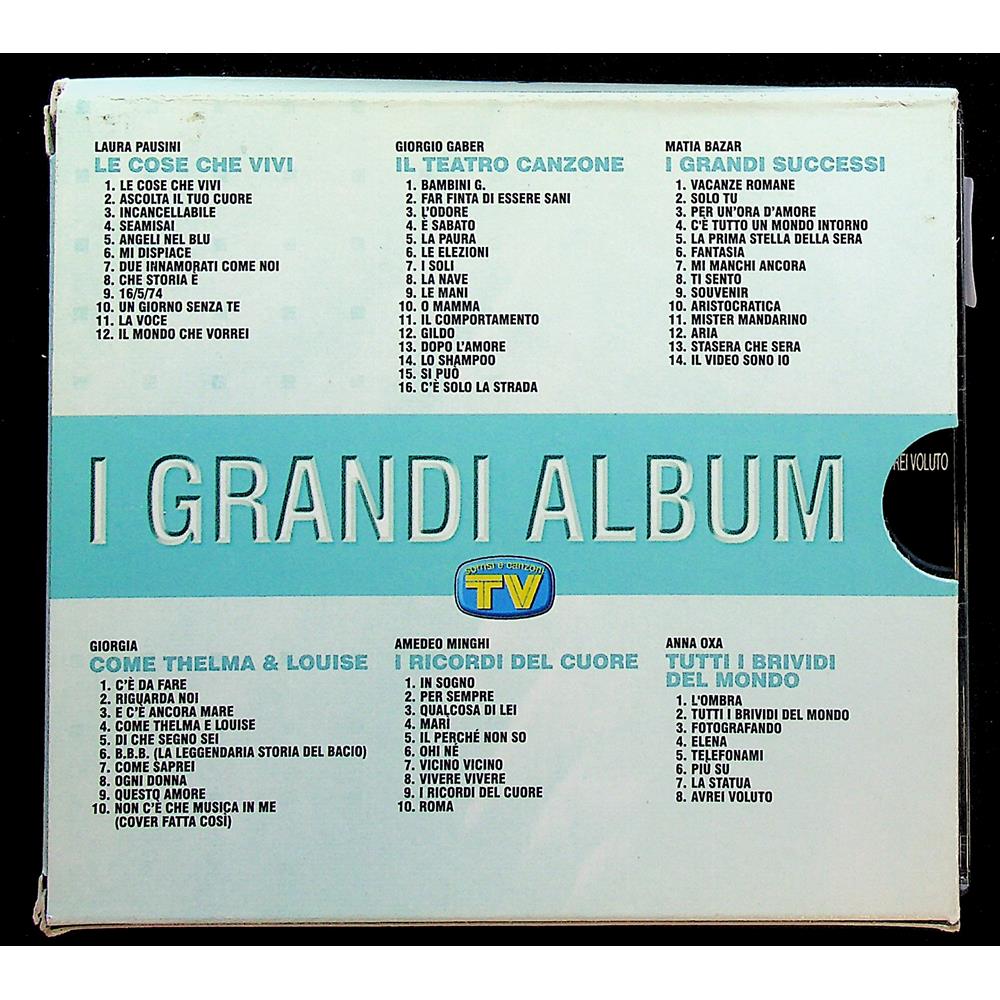 LAURA PAUSINI
LE COSE CHE VIVI
1. LE COSE CHE VIVI
2. ASCOLTA IL TUO CUORE
3. INCANCELLABILE
4. SEAMISAI
5. ANGELI NEL BLU
6. MI DISPIACE
7. DUE INNAMORATI COME NOI
8. CHE STORIA È
9. 16/5/74
10. UN GIORNO SENZA TE
11. LA VOCE
12. IL MONDO CHE VORREI
GIORGIO GABER
IL TEATRO CANZONE
1. BAMBINI G.
2. FAR FINTA DI ESSERE SANI
3. L'ODORE
4. È SABATO
5. LA PAURA
6. LE ELEZIONI
7. I SOLI
8. LA NAVE
9. LE MANI
10. O MAMMA
11. IL COMPORTAMENTO
12. GILDO
13. DOPO L'AMORE
14. LO SHAMPOO
15. SI PUÒ
16. C'È SOLO LA STRADA
MATIA BAZAR
I GRANDI SUCCESSI
1. VACANZE ROMANE
2. SOLO TU
3. PER UN'ORA D'AMORE
4. C'È TUTTO UN MONDO INTORNO
5. LA PRIMA STELLA DELLA SERA
6. FANTASIA
7. MI MANCHI ANCORA
8. TI SENTO
9. SOUVENIR
10. ARISTOCRATICA
11. MISTER MANDARINO
12. ARIA
13. STASERA CHE SERA
14. IL VIDEO SONO IO
I GRANDI ALBUM
REI VOLUTO
sorrisi e canzoni
TV
GIORGIA
COME THELMA & LOUISE
1. C'È DA FARE
2. RIGUARDA NOI
3. E C'È ANCORA MARE
4. COME THELMA E LOUISE
5. DI CHE SEGNO SEI
6. B.B.B. (LA LEGGENDARIA STORIA DEL BACIO)
7. COME SAPREI
8. OGNI DONNA
9. QUESTO AMORE
10. NON C'È CHE MUSICA IN ME
(COVER FATTA COSÌ)
AMEDEO MINGHI
I RICORDI DEL CUORE
1. IN SOGNO
2. PER SEMPRE
3. QUALCOSA DI LEI
4. MARI
5. IL PERCHÉ NON SO
6. OHI NÉ
7. VICINO VICINO
8. VIVERE VIVERE
9. I RICORDI DEL CUORE
10. ROMA
ANNA OXA
TUTTI I BRIVIDI
DEL MONDO
1. L'OMBRA
2. TUTTI I BRIVIDI DEL MONDO
3. FOTOGRAFANDO
4. ELENA
5. TELEFONAMI
6. PIÙ SU
7. LA STATUA
8. AVREI VOLUTO